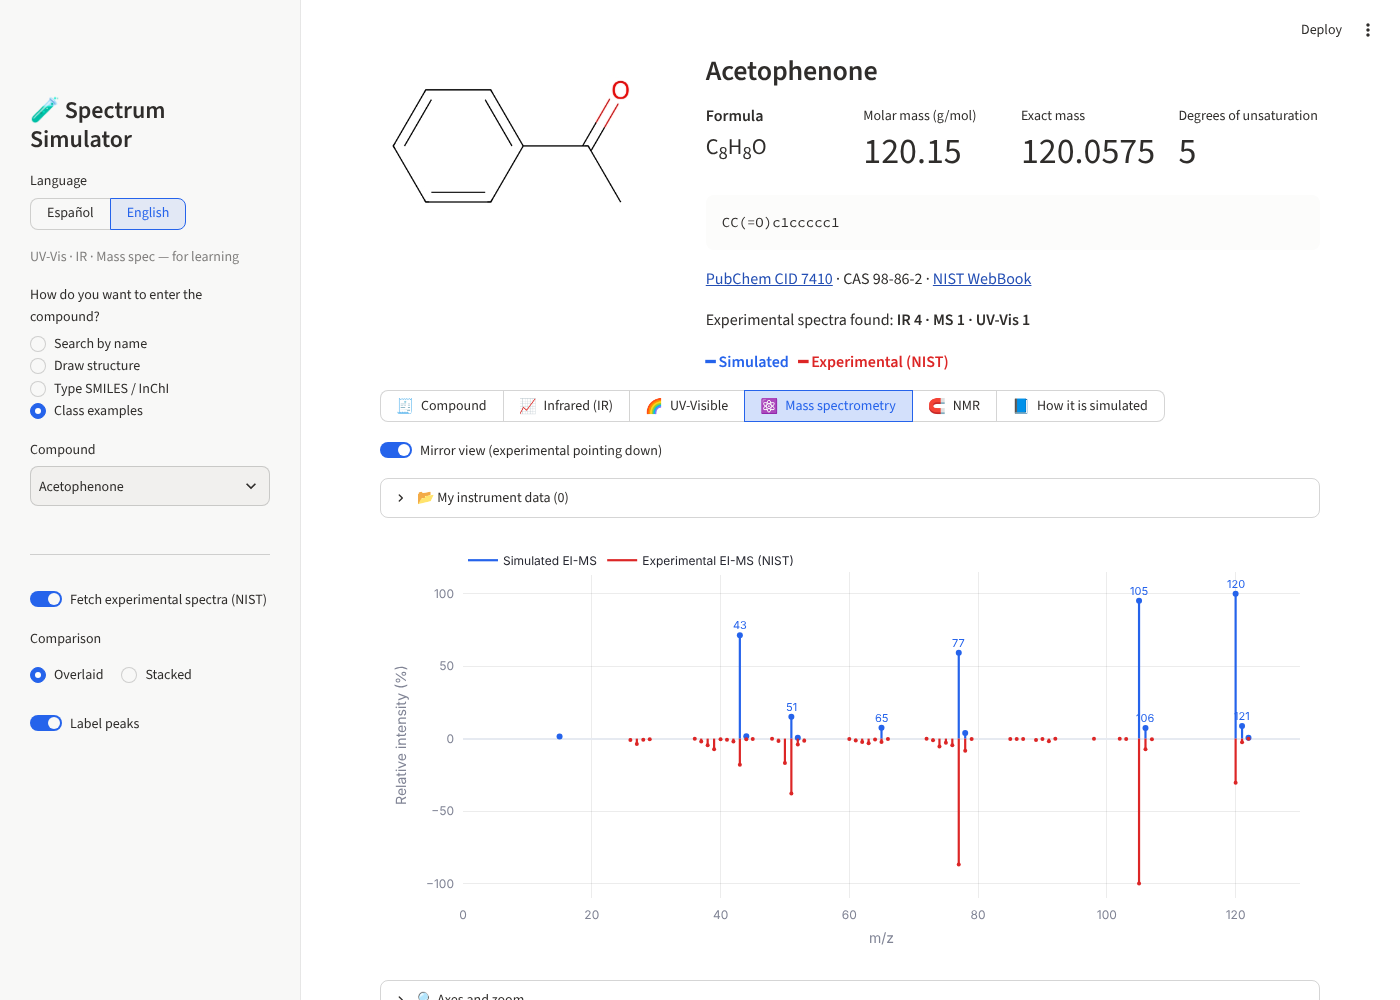 Deploy
🧪 Spectrum
Simulator
Language
Español
English
UV-Vis · IR · Mass spec — for learning
How do you want to enter the
compound?
Search by name
Draw structure
Type SMILES / InChI
Class examples
Compound
Acetophenone
Fetch experimental spectra (NIST)
Comparison
Overlaid
Stacked
Label peaks
O
Acetophenone
Formula
C₈H₈O
Molar mass (g/mol)
120.15
Exact mass
120.0575
Degrees of unsaturation
5
CC(=O)c1ccccc1
PubChem CID 7410 · CAS 98-86-2 · NIST WebBook
Experimental spectra found: IR 4 · MS 1 · UV-Vis 1
Simulated Experimental (NIST)
Compound
Infrared (IR)
UV-Visible
Mass spectrometry
NMR
How it is simulated
Mirror view (experimental pointing down)
My instrument data (0)
Simulated EI-MS
Experimental EI-MS (NIST)
Relative intensity (%)
100
50
0
−50
−100
43
51
65
77
105
106
120
121
0
20
40
60
80
100
120
m/z
Axes and zoom